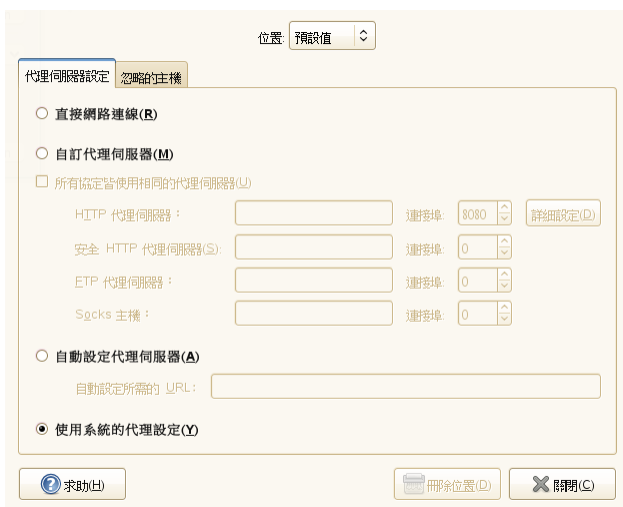 位置: 預設值
代理伺服器設定 忽略的主機
直接網路連線(R)
自訂代理伺服器(M)
所有協定皆使用相同的代理伺服器(U)
HTTP 代理伺服器： 連接埠: 8080 詳細設定(D)
安全 HTTP 代理伺服器(S): 連接埠: 0
FTP 代理伺服器： 連接埠: 0
Socks 主機： 連接埠: 0
自動設定代理伺服器(A)
自動設定所需的 URL：
使用系統的代理設定(Y)
求助(H) 刪除位置(D) 關閉(C)